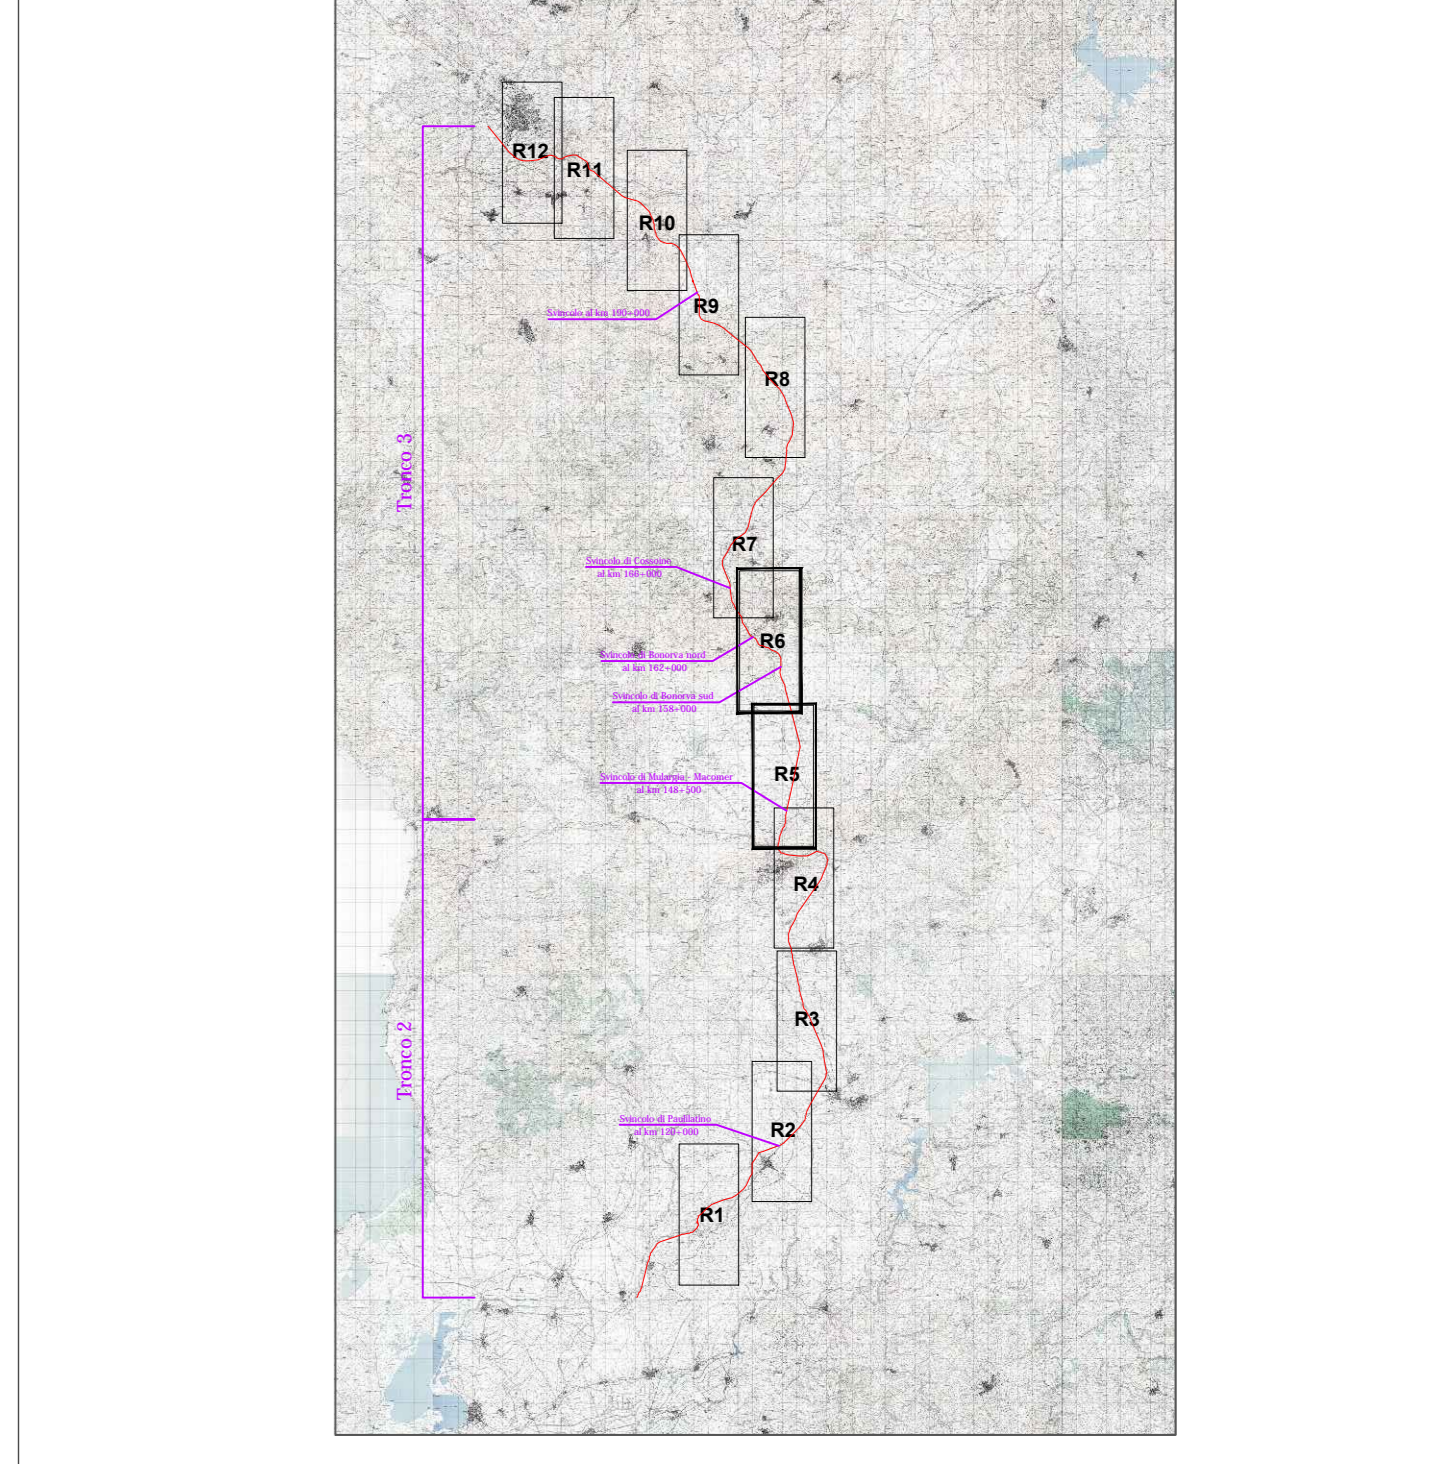 R12
R11
R10
Svincolo al km 190+000
R9
R8
Tronco 3
R7
Svincolo di Cossoine
al km 166+000
R6
Svincolo di Bonorva nord
al km 162+000
Svincolo di Bonorva sud
al km 158+000
R5
Svincolo di Mulargia - Macomer
al km 148+500
R4
R3
Tronco 2
Svincolo di Paulilatino
al km 120+000
R2
R1